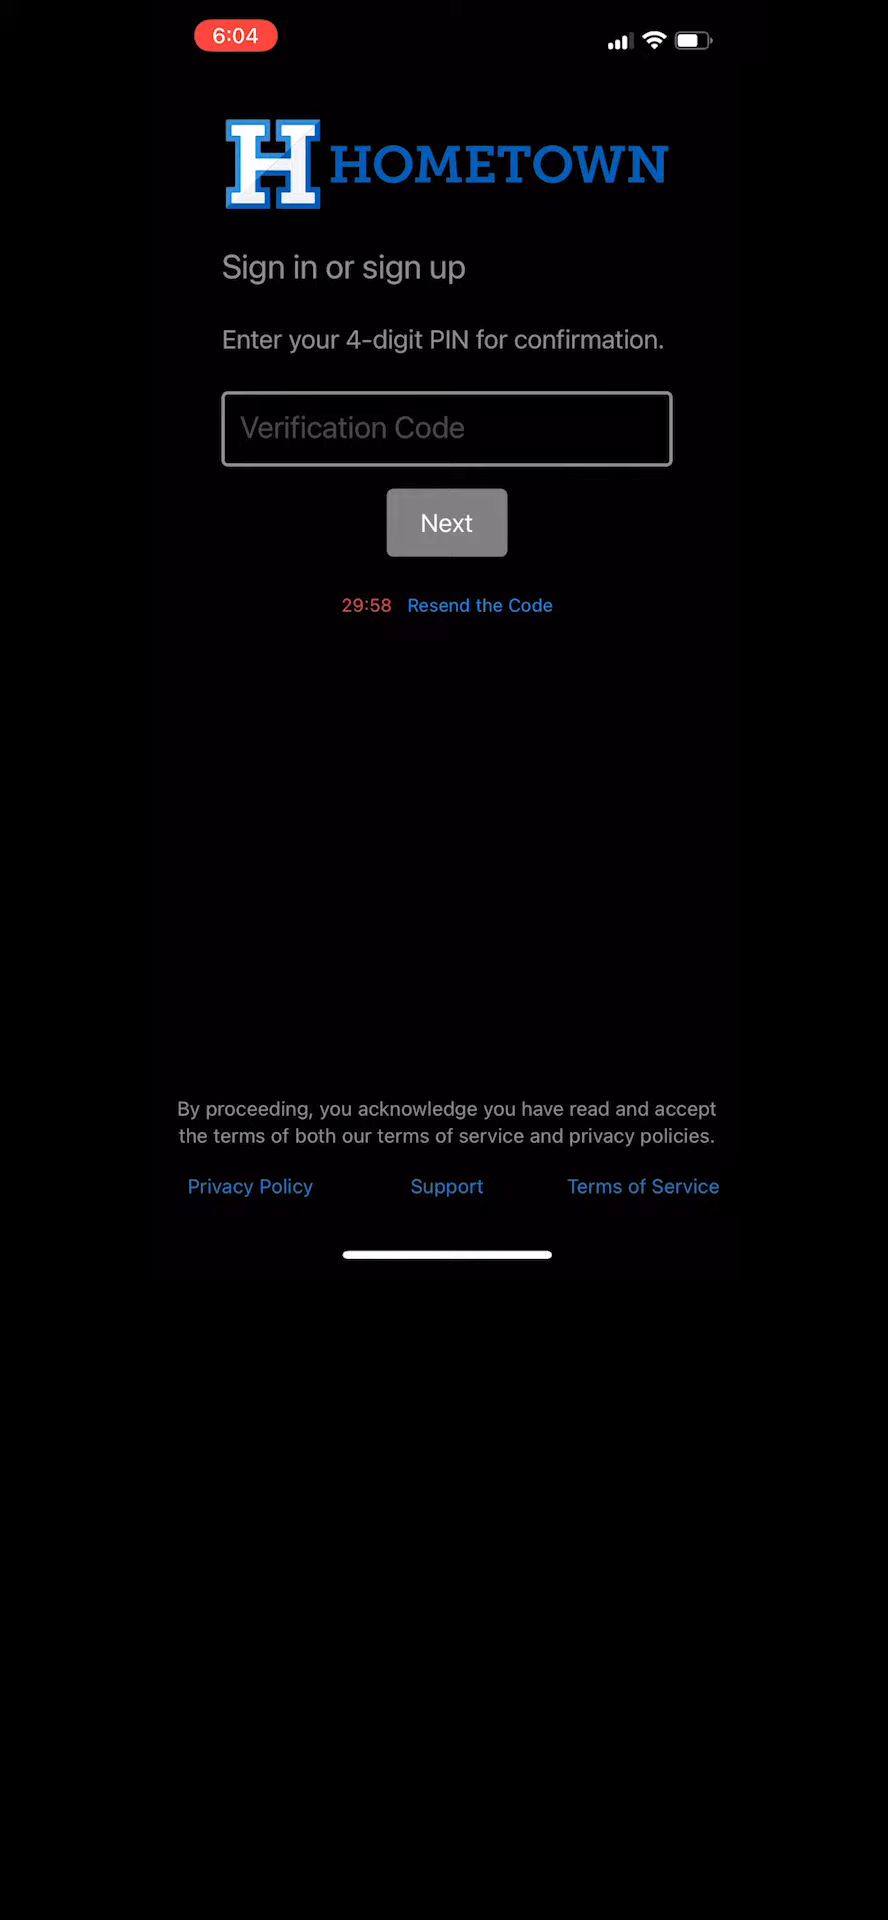 6:04
H HOMETOWN
Sign in or sign up
Enter your 4-digit PIN for confirmation.
Verification Code
Next
29:58 Resend the Code
By proceeding, you acknowledge you have read and accept
the terms of both our terms of service and privacy policies.
Privacy Policy Support Terms of Service